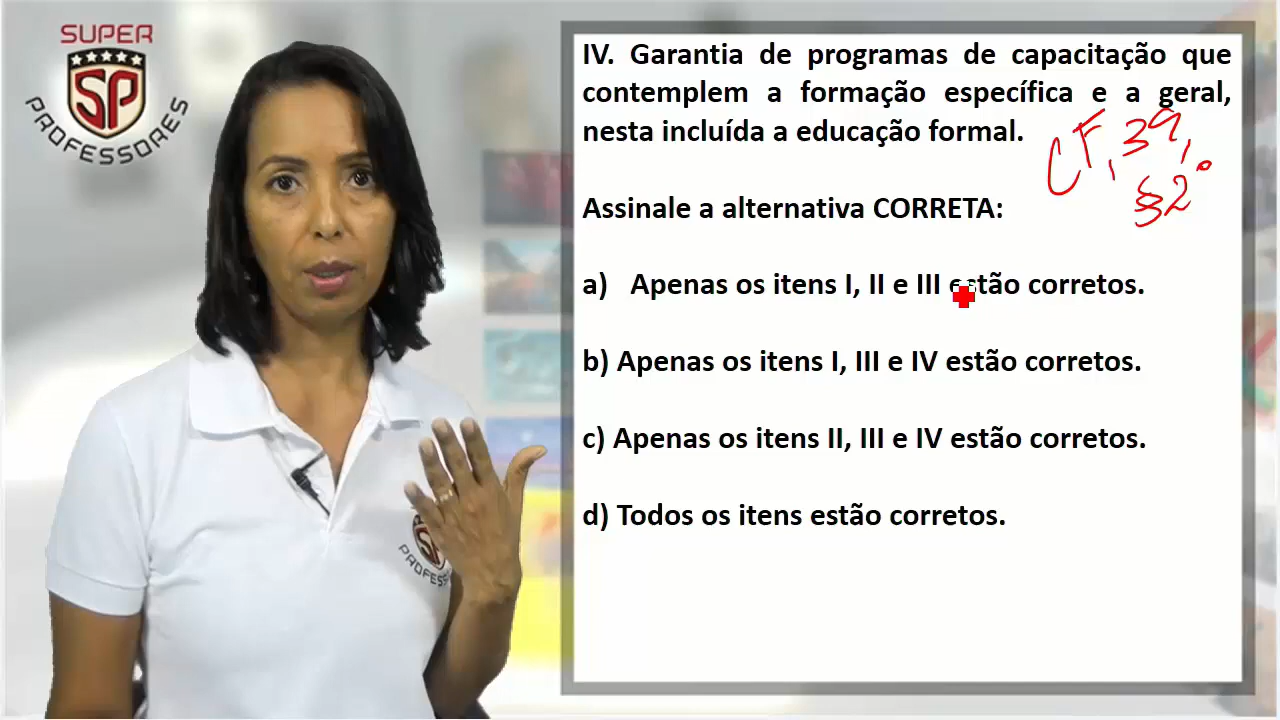 SUPER
SP
PROFESSORES
IV. Garantia de programas de capacitação que
contemplem a formação específica e a geral,
nesta incluída a educação formal.
CF, 39,
§2º
Assinale a alternativa CORRETA:
a) Apenas os itens I, II e III estão corretos.
b) Apenas os itens I, III e IV estão corretos.
c) Apenas os itens II, III e IV estão corretos.
d) Todos os itens estão corretos.
SP
PROFES